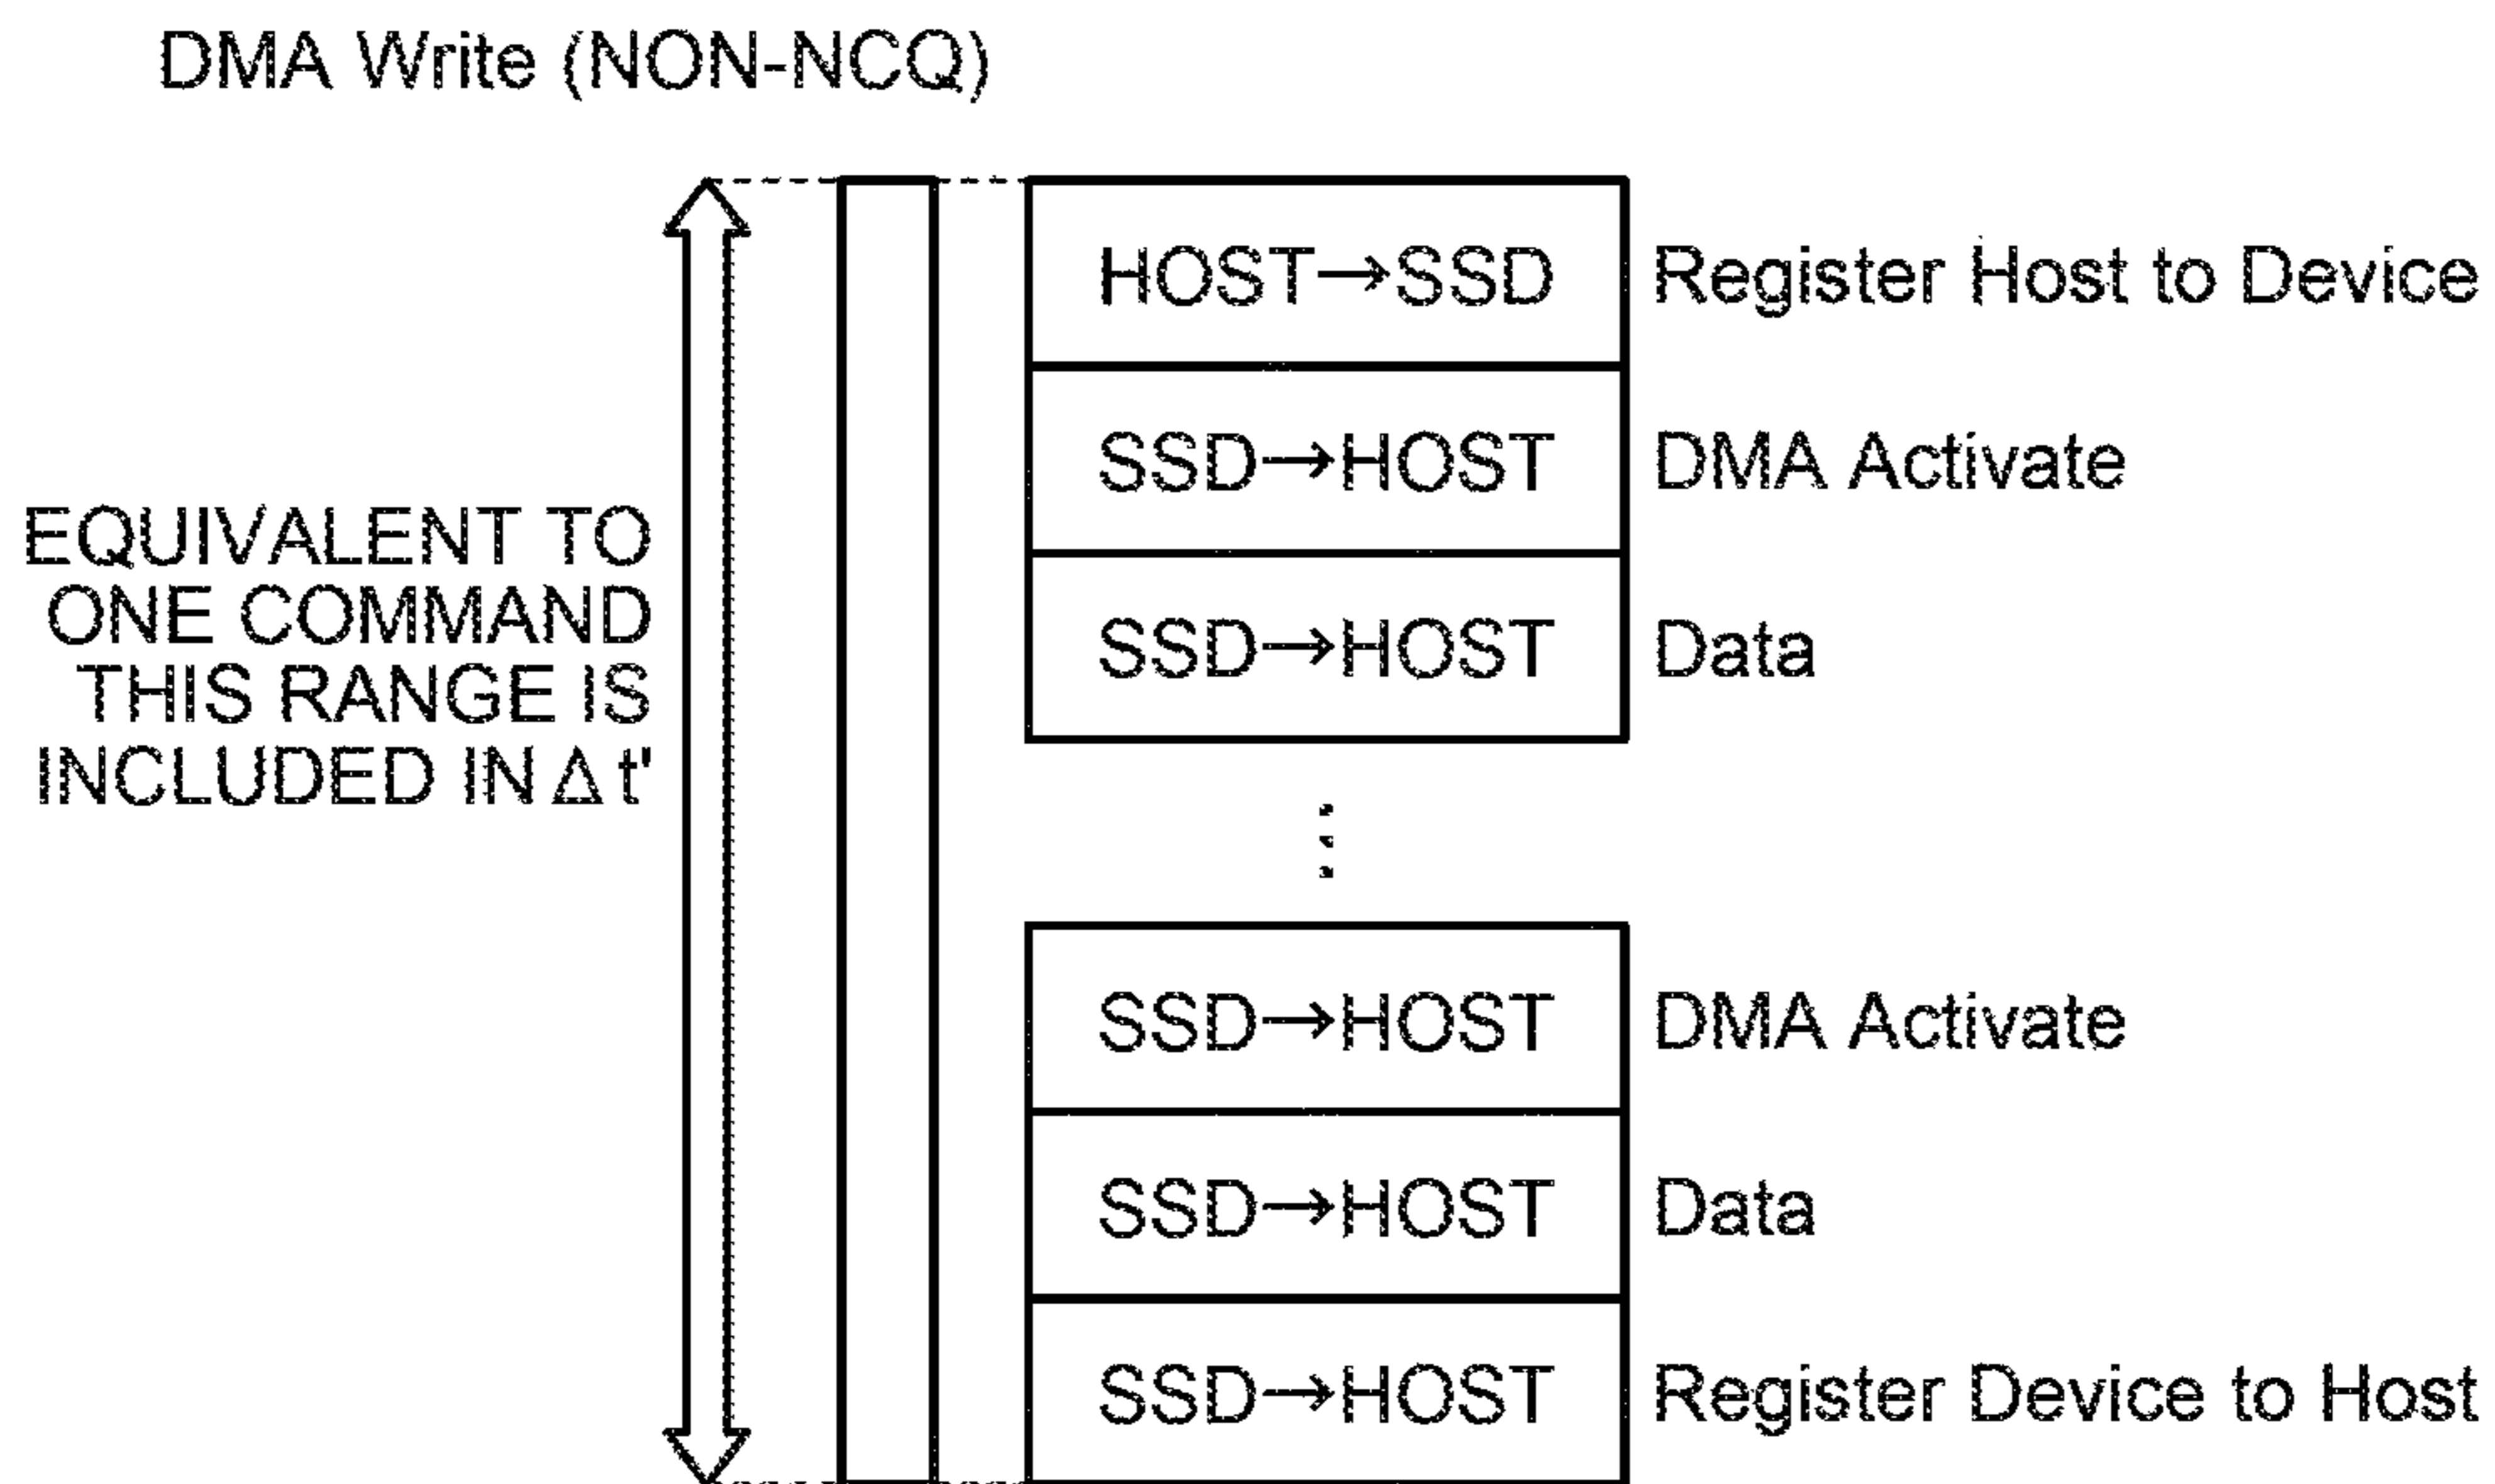 DMA Write (NON-NCQ)
HOST→SSD Register Host to Device
SSD→HOST DMA Activate
SSD→HOST Data
EQUIVALENT TO
ONE COMMAND
THIS RANGE IS
INCLUDED IN Δt'
SSD→HOST DMA Activate
SSD→HOST Data
SSD→HOST Register Device to Host